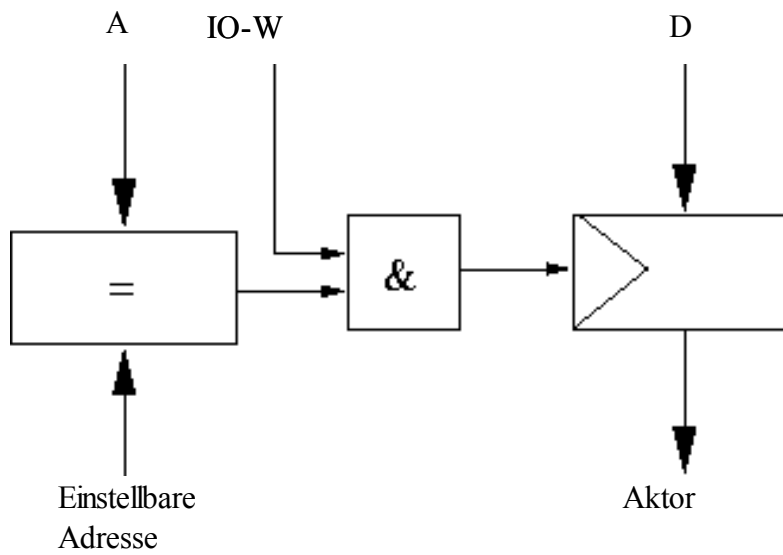 A
IO-W
D
=
&
Einstellbare
Adresse
Aktor